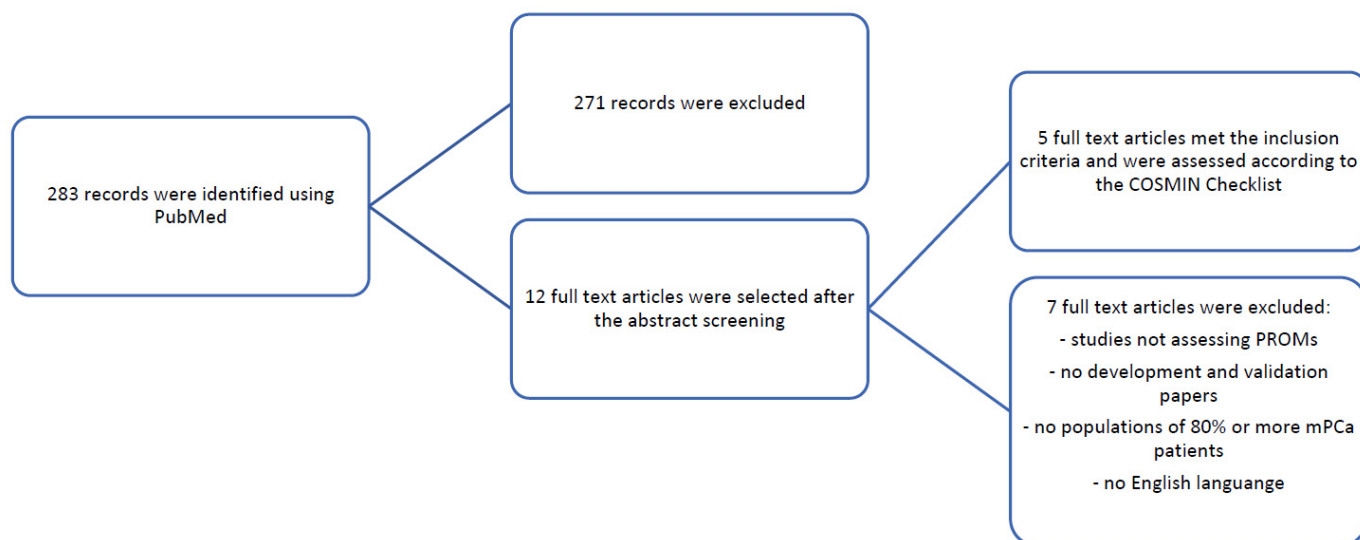 283 records were identified using
PubMed
271 records were excluded
12 full text articles were selected after
the abstract screening
5 full text articles met the inclusion
criteria and were assessed according to
the COSMIN Checklist
7 full text articles were excluded:
- studies not assessing PROMs
- no development and validation
papers
- no populations of 80% or more mPCa
patients
- no English languange